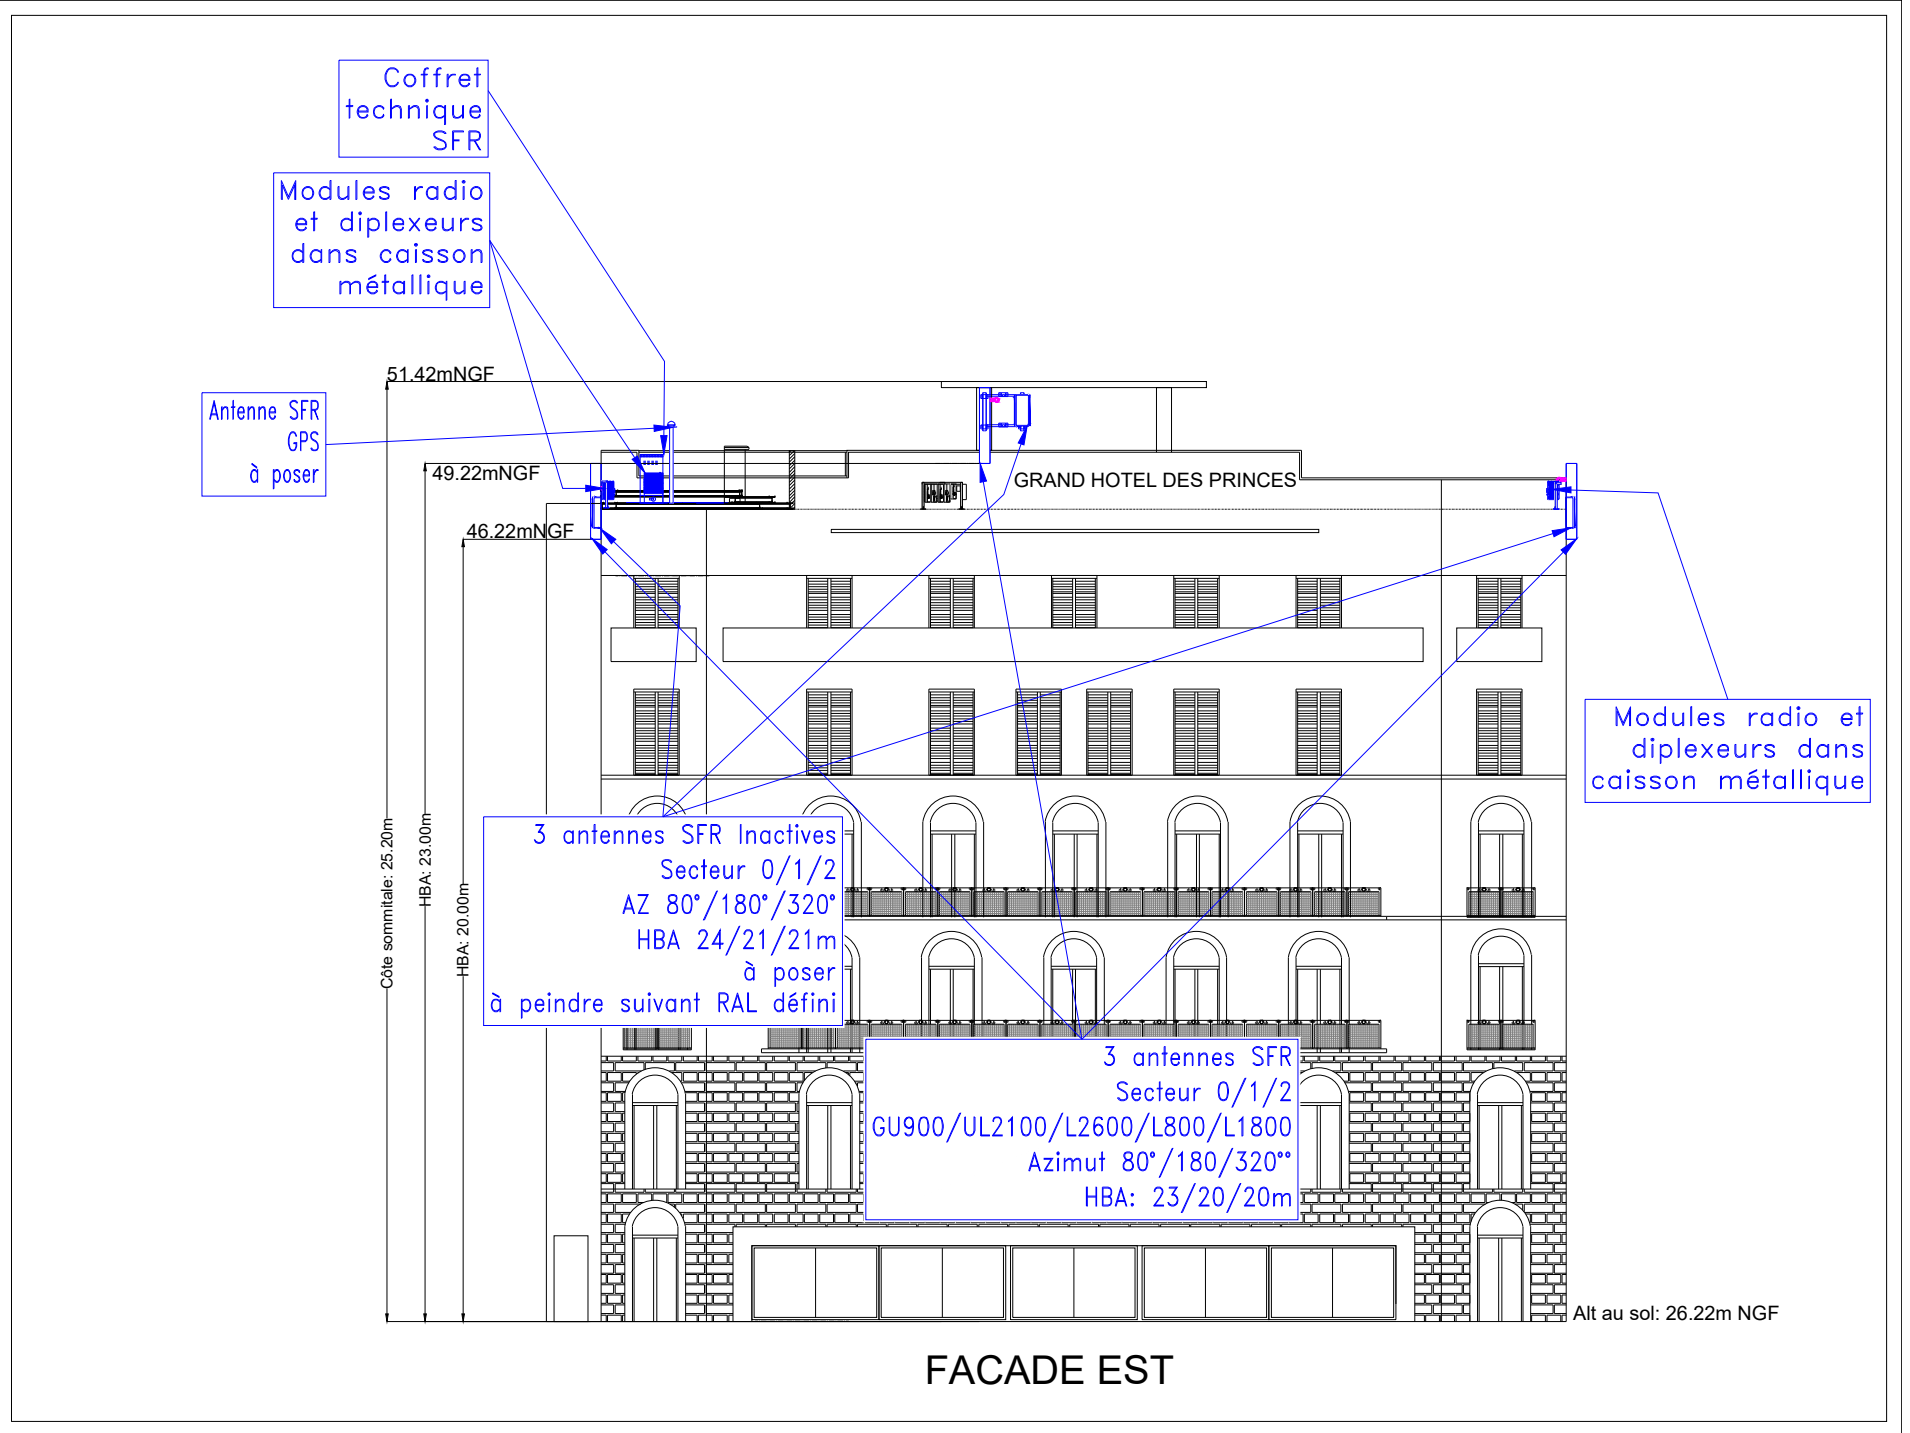 Coffret
technique
SFR
Modules radio
et diplexeurs
dans caisson
métallique
51.42mNGF
Antenne SFR
GPS
à poser
49.22mNGF
46.22mNGF
GRAND HOTEL DES PRINCES
Modules radio et
diplexeurs dans
caisson métallique
Côte sommitale: 25.20m
HBA: 23.00m
HBA: 20.00m
3 antennes SFR Inactives
Secteur 0/1/2
AZ 80°/180°/320°
HBA 24/21/21m
à poser
à peindre suivant RAL défini
3 antennes SFR
Secteur 0/1/2
GU900/UL2100/L2600/L800/L1800
Azimut 80°/180/320°°
HBA: 23/20/20m
Alt au sol: 26.22m NGF
FACADE EST